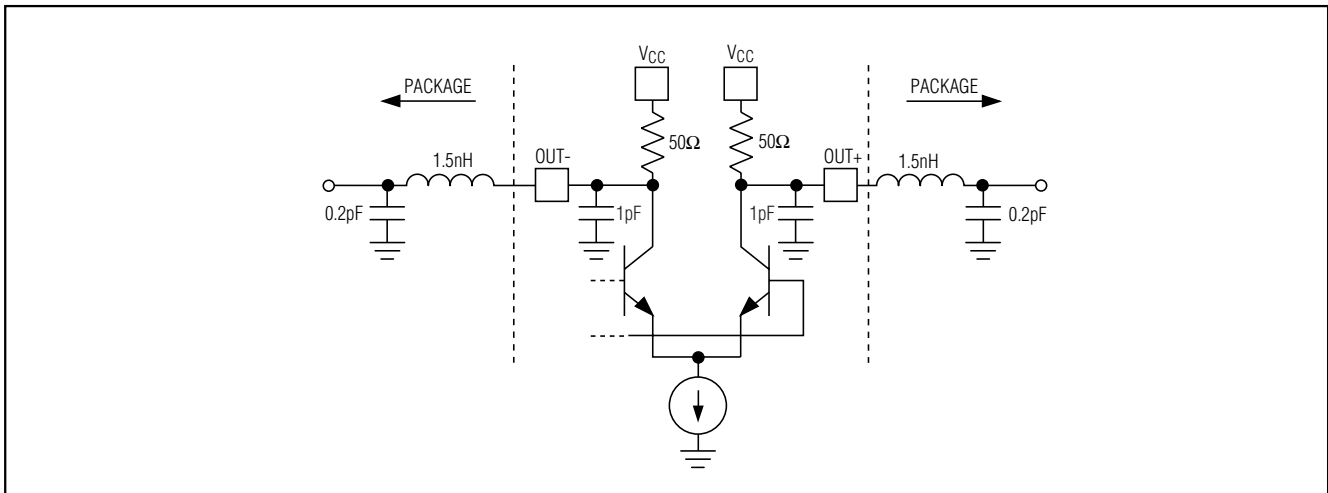 VCC VCC
PACKAGE PACKAGE
50Ω 50Ω
1.5nH OUT- OUT+ 1.5nH
0.2pF 1pF 1pF 0.2pF